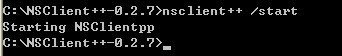 C:\NSClient++-0.2.7>nsclient++ /start
Starting NSClientpp
C:\NSClient++-0.2.7>_